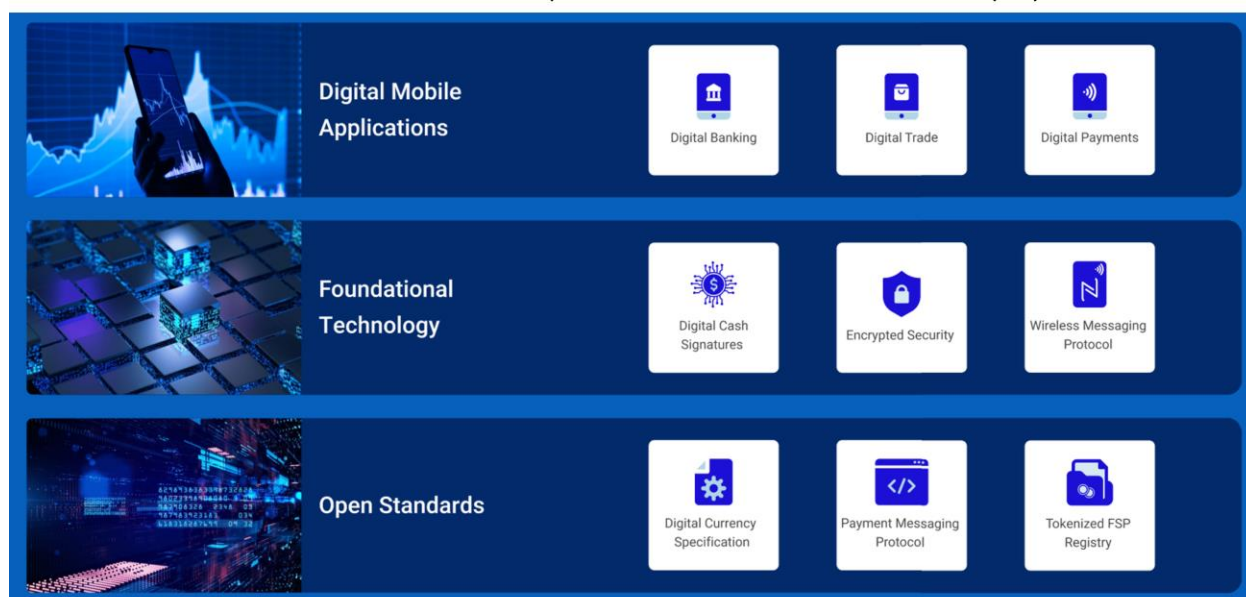 Digital Mobile
Applications
Digital Banking
Digital Trade
Digital Payments
Foundational
Technology
Digital Cash
Signatures
Encrypted Security
Wireless Messaging
Protocol
Open Standards
Digital Currency
Specification
Payment Messaging
Protocol
Tokenized FSP
Registry